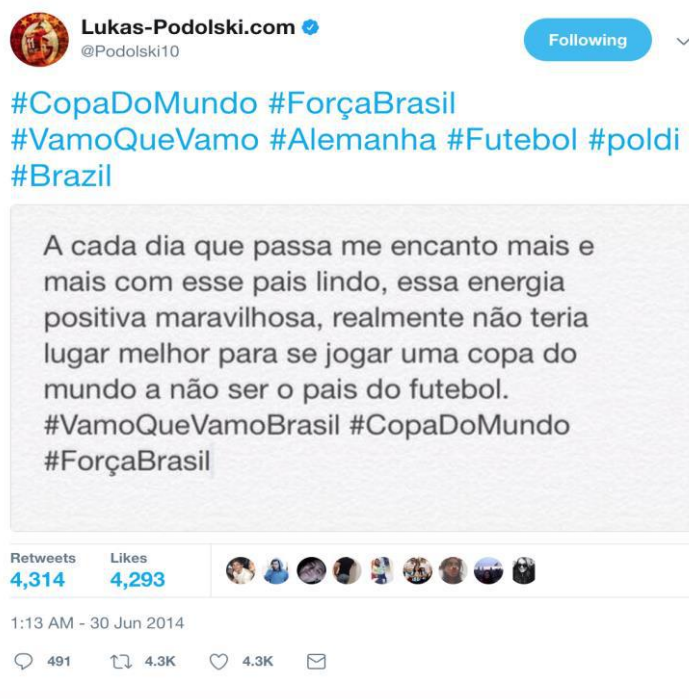 Lukas-Podolski.com
@Podolski10
Following
#CopaDoMundo #ForçaBrasil
#VamoQueVamo #Alemanha #Futebol #poldi
#Brazil
A cada dia que passa me encanto mais e
mais com esse pais lindo, essa energia
positiva maravilhosa, realmente não teria
lugar melhor para se jogar uma copa do
mundo a não ser o pais do futebol.
#VamoQueVamoBrasil #CopaDoMundo
#ForçaBrasil
Retweets Likes
4,314 4,293
1:13 AM - 30 Jun 2014
491 4.3K 4.3K